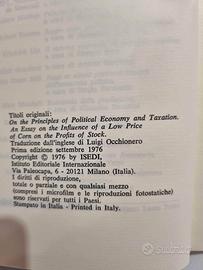 Titoli originali:
On the Principles of Political Economy and Taxation.
An Essay on the Influence of a Low Price
of Corn on the Profits of Stock.
Traduzione dall'inglese di Luigi Occhionero
Prima edizione settembre 1976
Copyright © 1976 by ISEDI,
Istituto Editoriale Internazionale
Via Paleocapa, 6 - 20121 Milano (Italia).
I diritti di riproduzione,
totale o parziale e con qualsiasi mezzo
(compresi i microfilm e le riproduzioni fotostatiche)
sono riservati per tutti i Paesi.
Stampato in Italia - Printed in Italy.
subito